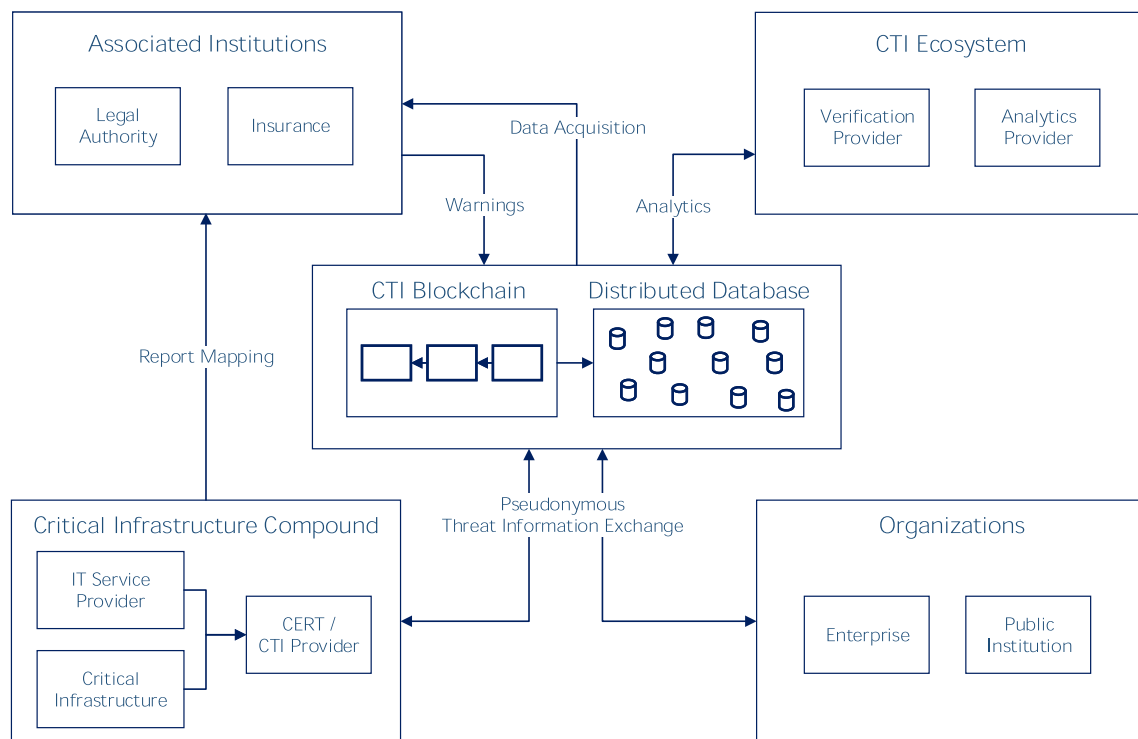 Associated Institutions
Legal
Authority
Insurance
CTI Ecosystem
Verification
Provider
Analytics
Provider
Data Acquisition
Warnings
Analytics
CTI Blockchain
Distributed Database
Report Mapping
Pseudonymous
Threat Information Exchange
Critical Infrastructure Compound
IT Service
Provider
CERT /
CTI Provider
Critical
Infrastructure
Organizations
Enterprise
Public
Institution